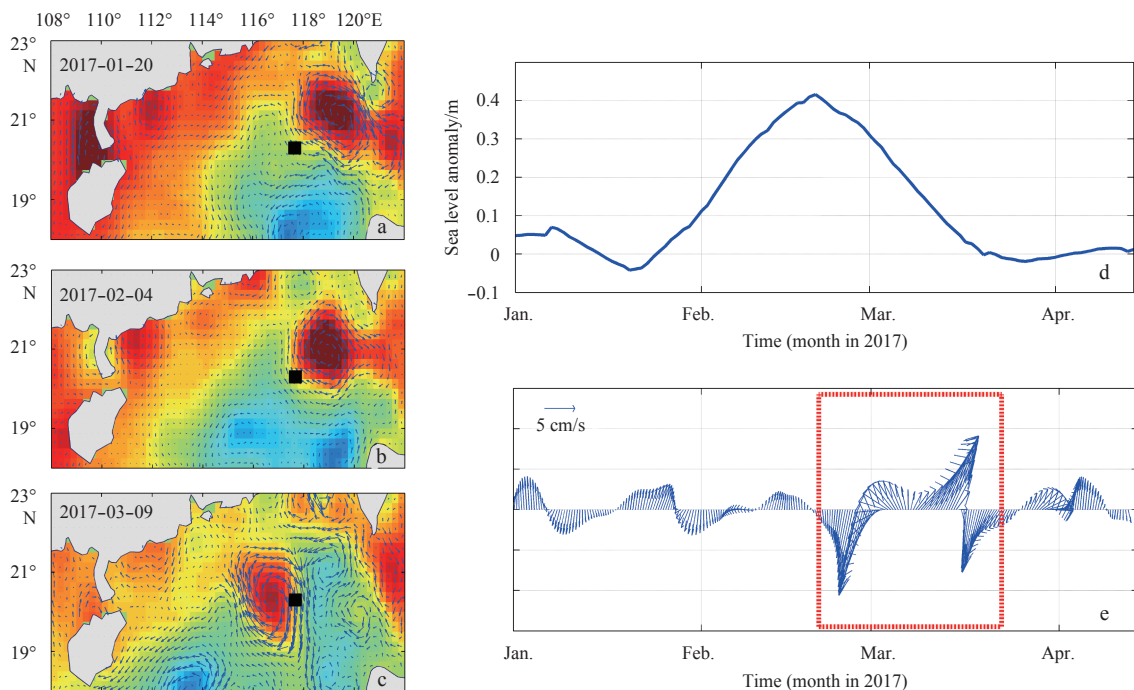 108° 110° 112° 114° 116° 118° 120°E
23°
N
2017-01-20
21°
19°
a
23°
N
2017-02-04
21°
19°
b
23°
N
2017-03-09
21°
19°
c
Sea level anomaly/m
0.4
0.3
0.2
0.1
0
-0.1
d
Jan. Feb. Mar. Apr.
Time (month in 2017)
5 cm/s
e
Jan. Feb. Mar. Apr.
Time (month in 2017)